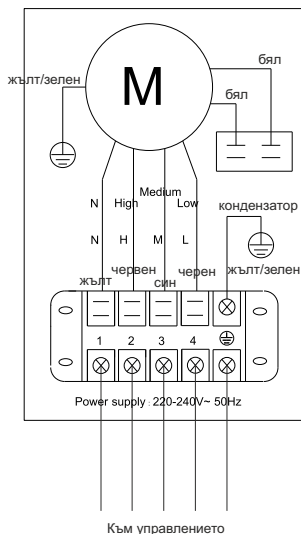 бял
жълт/зелен
M
бял
Medium
N High Low
кондензатор
N H M L
червен черен жълт/зелен
жълт син
1 2 3 4
Power supply : 220-240V~ 50Hz
Към управлението